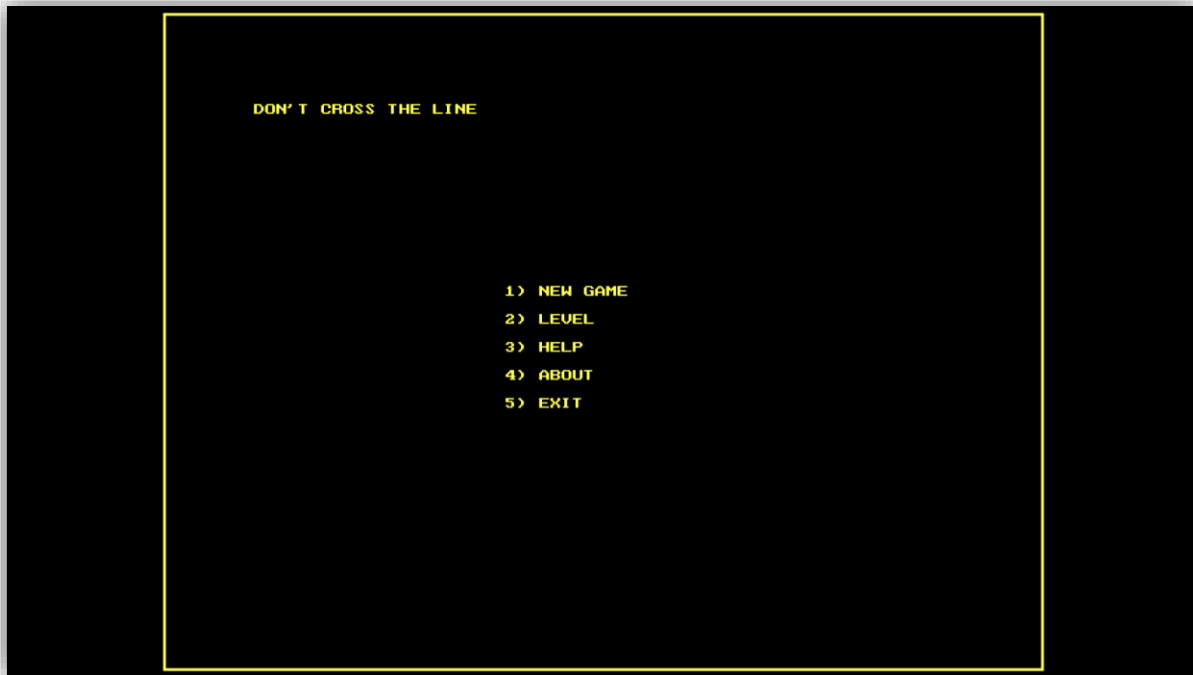 DON'T CROSS THE LINE
1) NEW GAME
2) LEVEL
3) HELP
4) ABOUT
5) EXIT